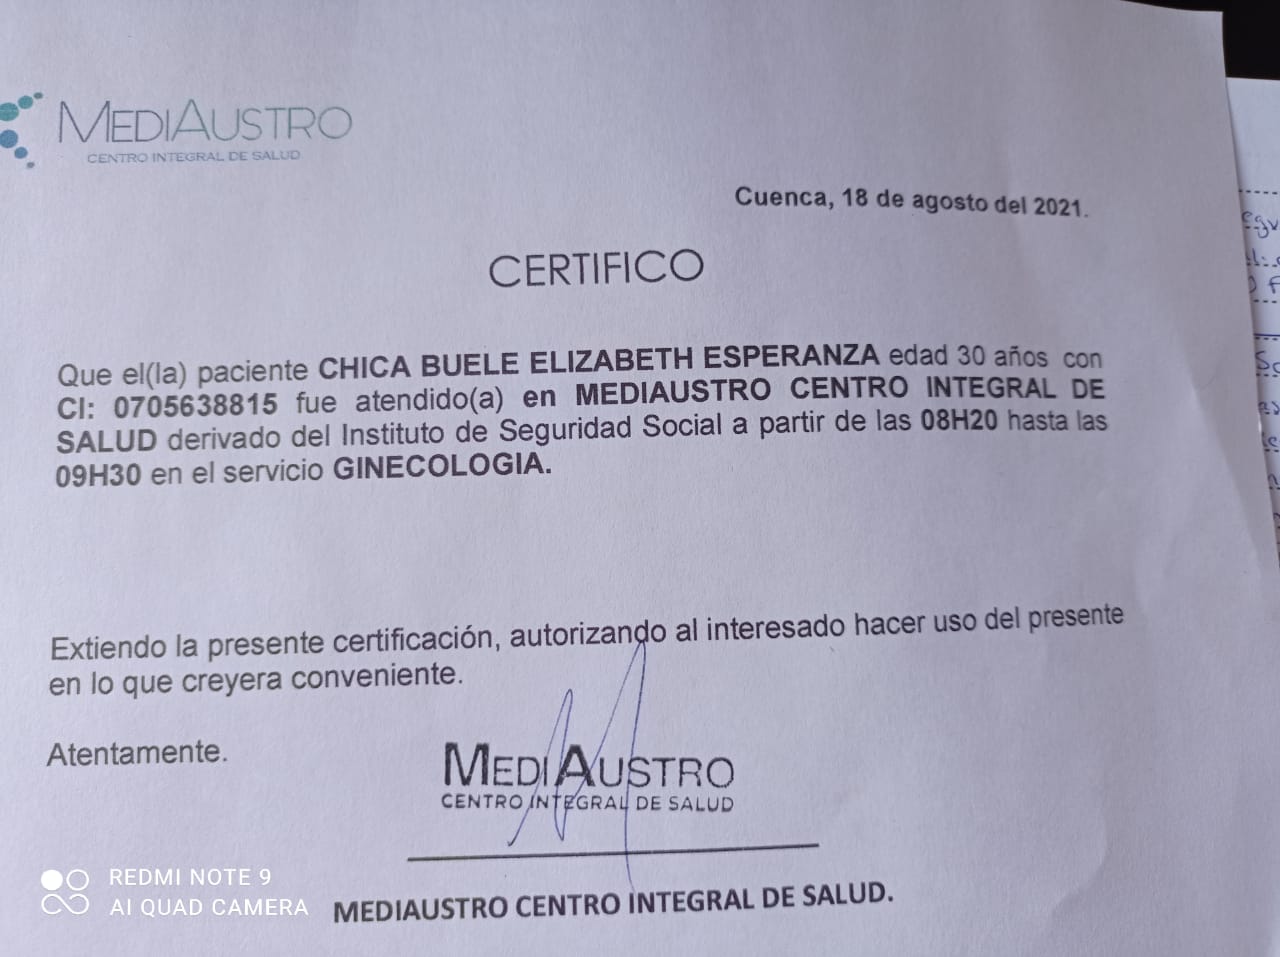 MEDIAUSTRO
CENTRO INTEGRAL DE SALUD
Cuenca, 18 de agosto del 2021.
CERTIFICO
Que el(la) paciente CHICA BUELE ELIZABETH ESPERANZA edad 30 años con
CI: 0705638815 fue atendido(a) en MEDIAUSTRO CENTRO INTEGRAL DE
SALUD derivado del Instituto de Seguridad Social a partir de las 08H20 hasta las
09H30 en el servicio GINECOLOGIA.
Extiendo la presente certificación, autorizando al interesado hacer uso del presente
en lo que creyera conveniente.
Atentamente.
MEDIAUSTRO
CENTRO INTEGRAL DE SALUD
MEDIAUSTRO CENTRO INTEGRAL DE SALUD.
REDMI NOTE 9
AI QUAD CAMERA